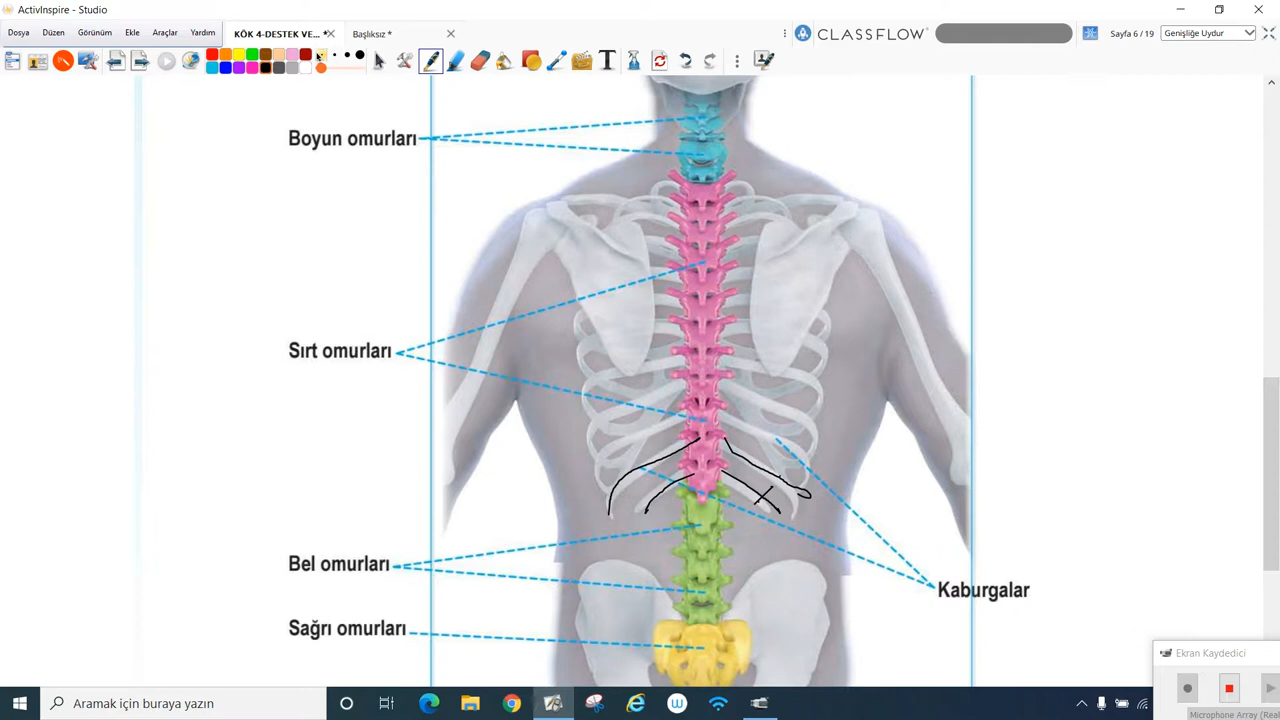 ActivInspire - Studio
Dosya Düzen Görünüm Ekle Araçlar Yardım
KÖK 4-DESTEK VE... *
Başlıksız *
CLASSFLOW
Sayfa 6 / 19
Genişliğe Uydur
T
Boyun omurları
Sırt omurları
Bel omurları
Kaburgalar
Sağrı omurları
Ekran Kaydedici
Microphone Array (Real
Aramak için buraya yazın